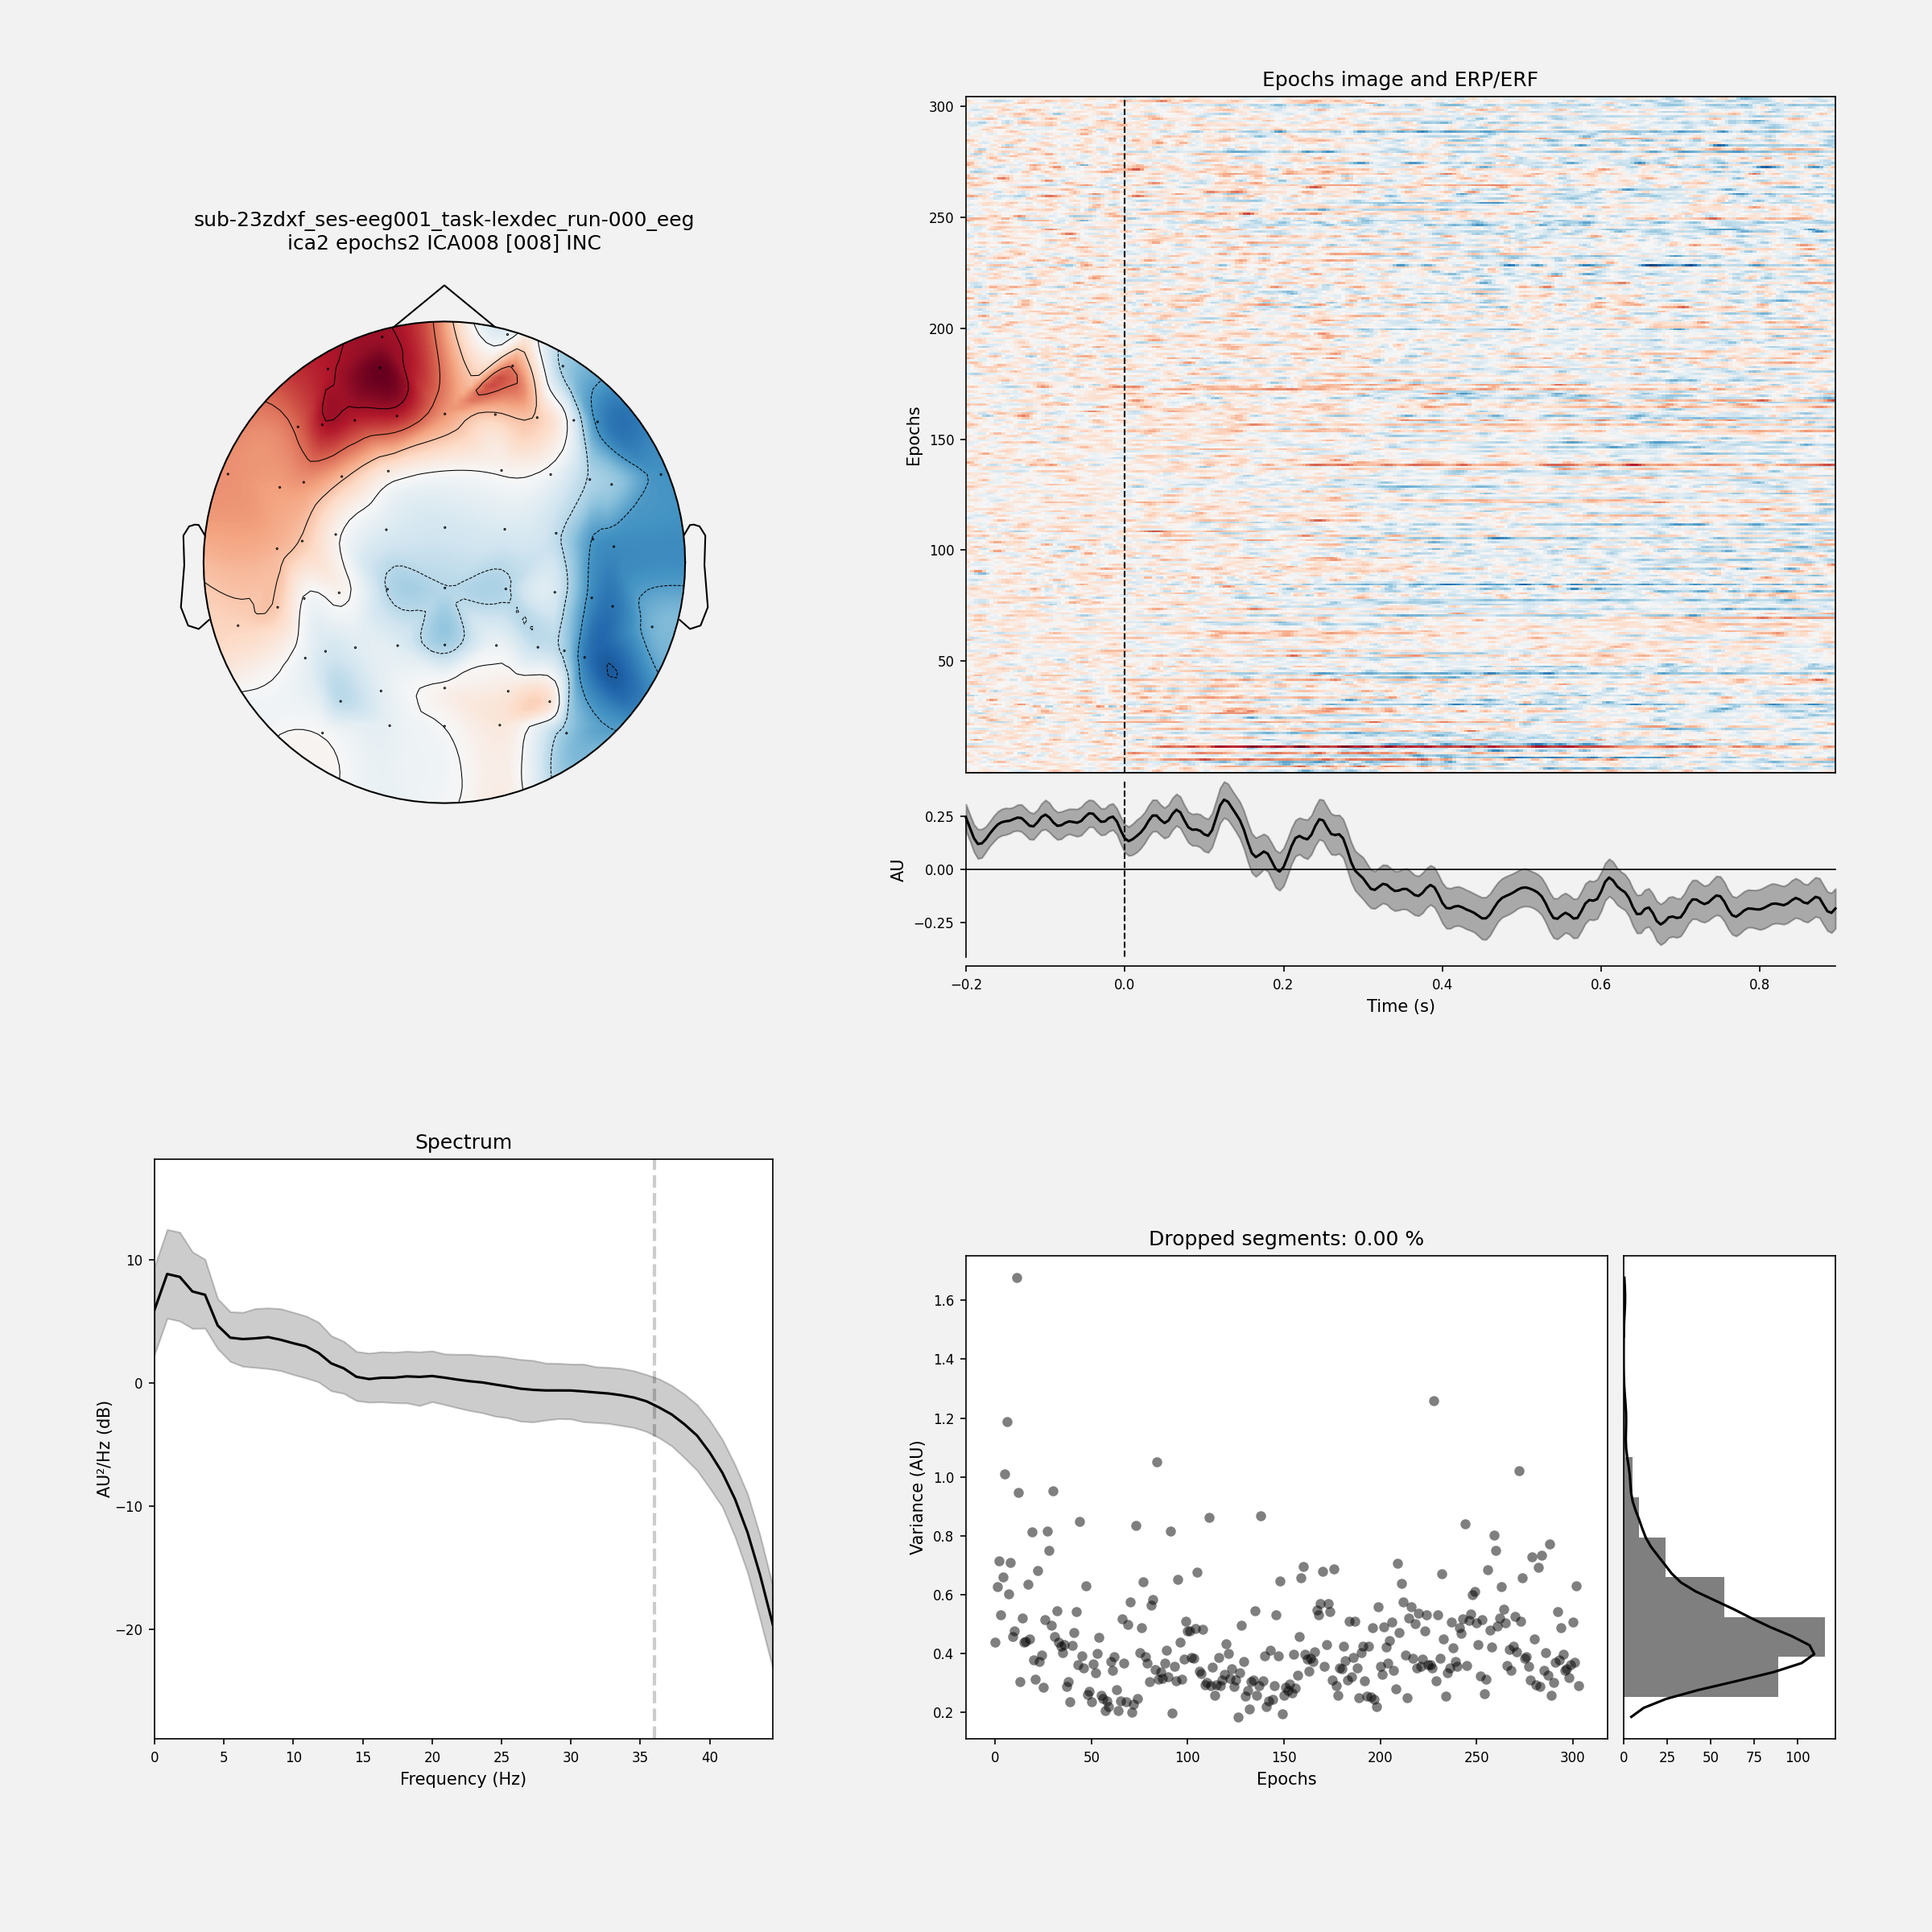 sub-23zdxf_ses-eeg001_task-lexdec_run-000_eeg
ica2 epochs2 ICA008 [008] INC
Epochs image and ERP/ERF
300
250
200
150
100
50
Epochs
0.25
0.00
−0.25
AU
−0.2 0.0 0.2 0.4 0.6 0.8
Time (s)
Spectrum
10
0
−10
−20
AU²/Hz (dB)
0 5 10 15 20 25 30 35 40
Frequency (Hz)
Dropped segments: 0.00 %
1.6
1.4
1.2
1.0
0.8
0.6
0.4
0.2
Variance (AU)
0 50 100 150 200 250 300
Epochs
0 25 50 75 100